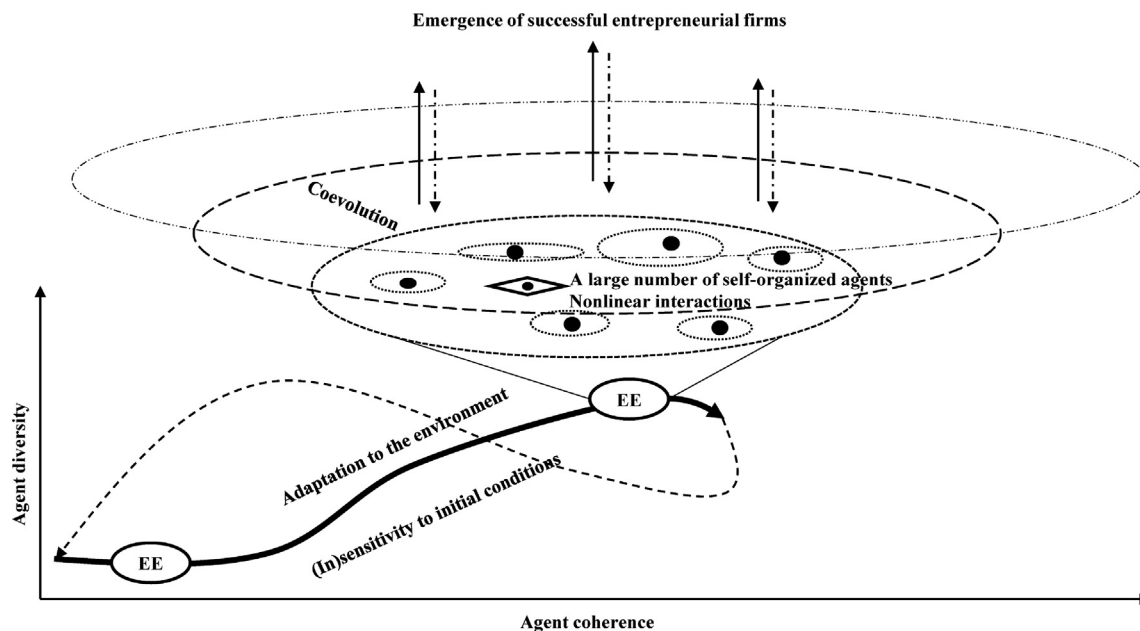 Emergence of successful entrepreneurial firms
Coevolution
A large number of self-organized agents
Nonlinear interactions
EE
Adaptation to the environment
(In)sensitivity to initial conditions
EE
Agent diversity
Agent coherence